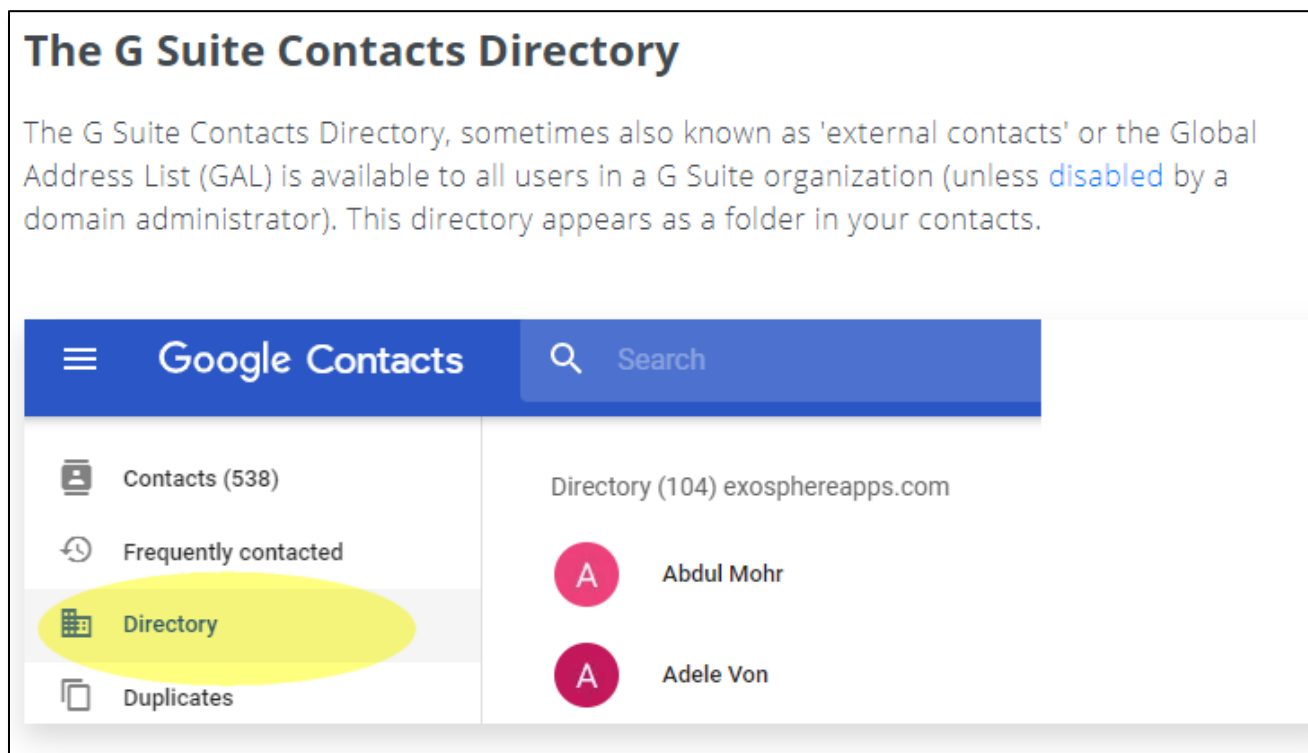 The G Suite Contacts Directory
The G Suite Contacts Directory, sometimes also known as 'external contacts' or the Global
Address List (GAL) is available to all users in a G Suite organization (unless disabled by a
domain administrator). This directory appears as a folder in your contacts.
Google Contacts
Search
Contacts (538)
Frequently contacted
Directory
Duplicates
Directory (104) exosphereapps.com
A
Abdul Mohr
A
Adele Von